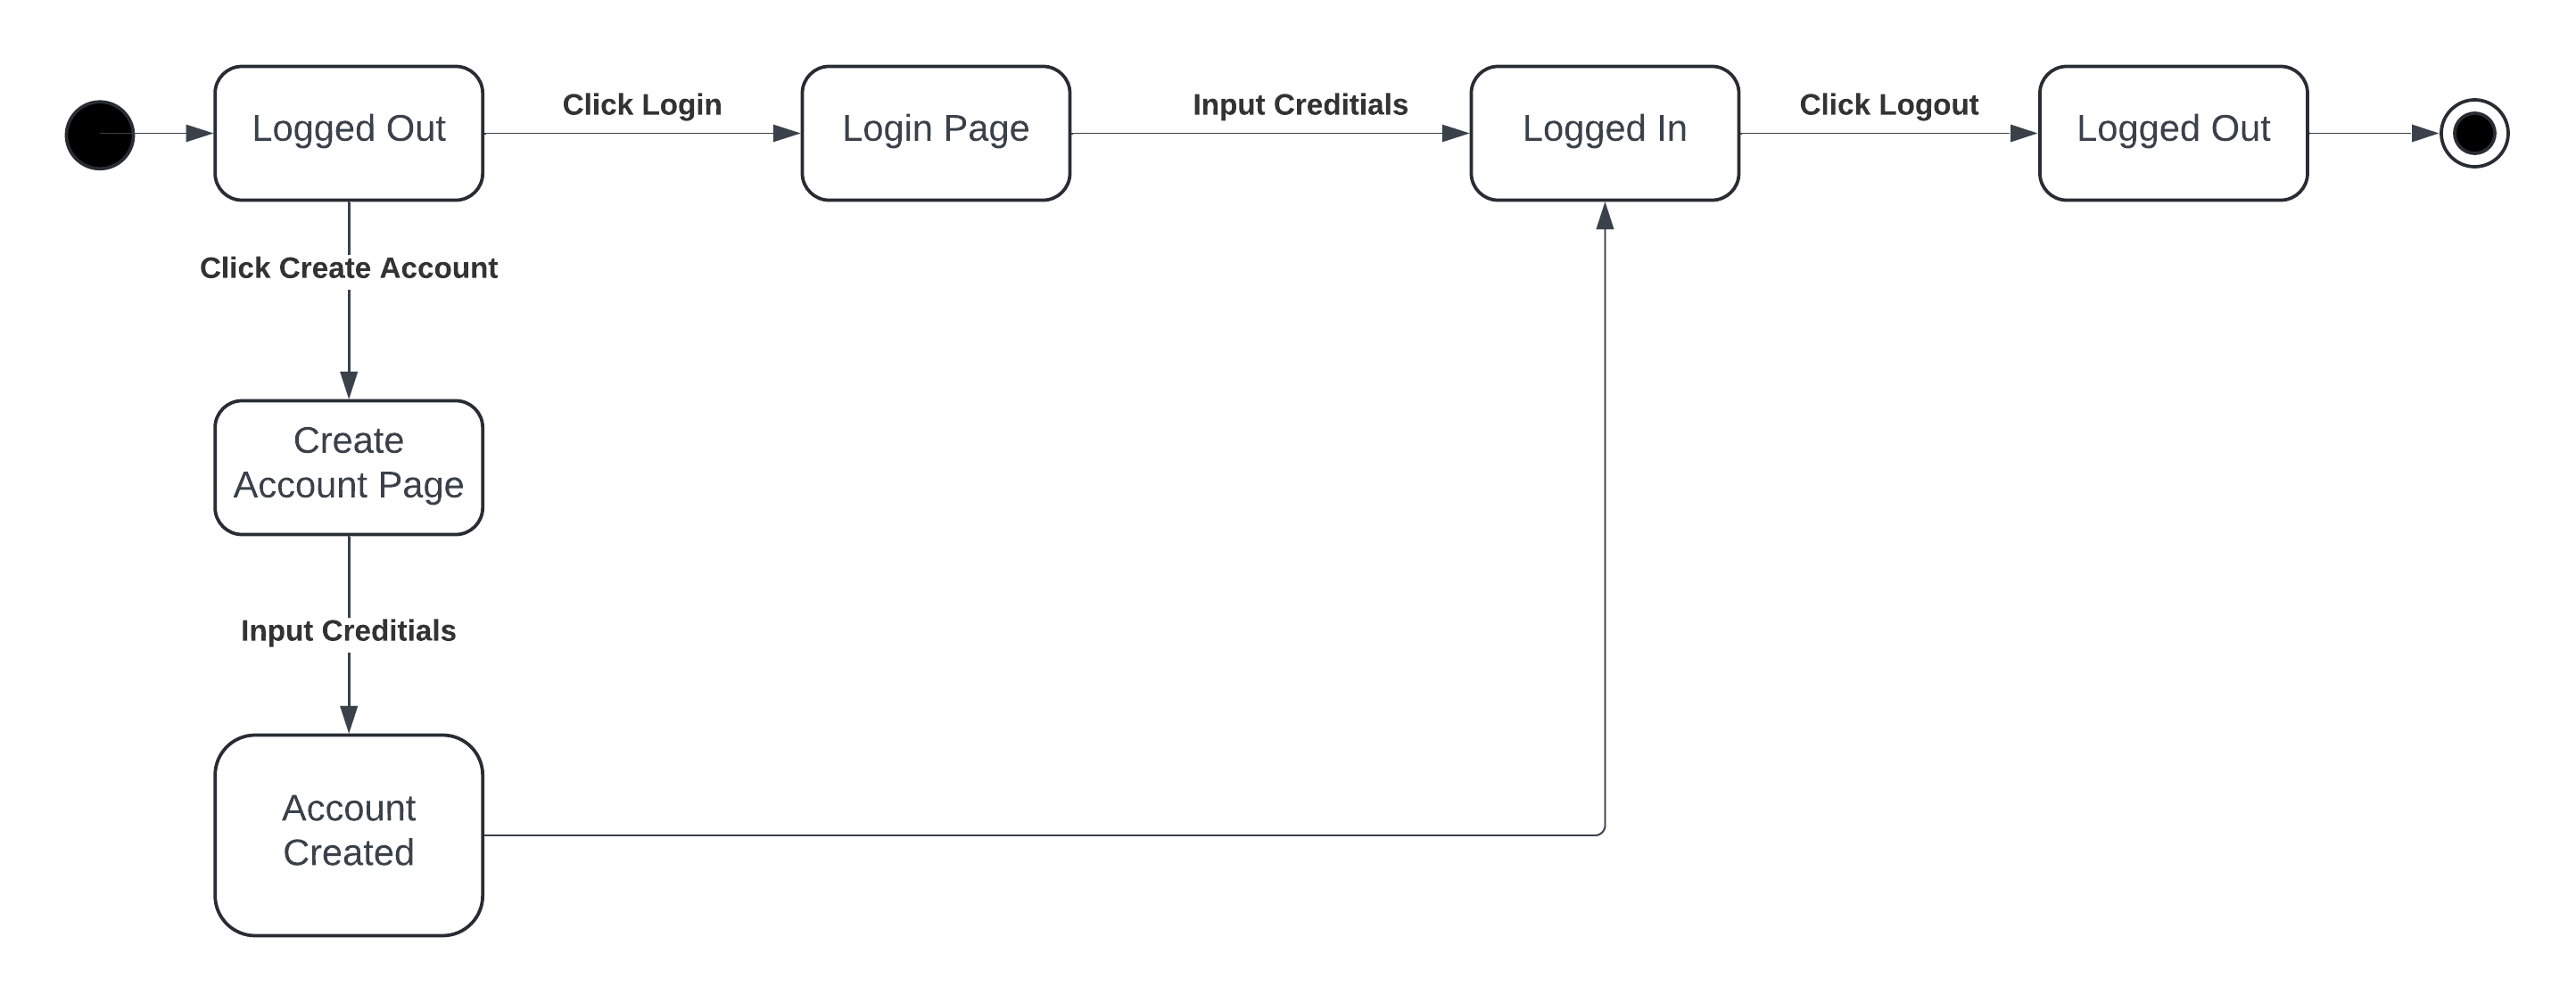 Logged Out
Click Login
Login Page
Input Creditials
Logged In
Click Logout
Logged Out
Click Create Account
Create
Account Page
Input Creditials
Account
Created